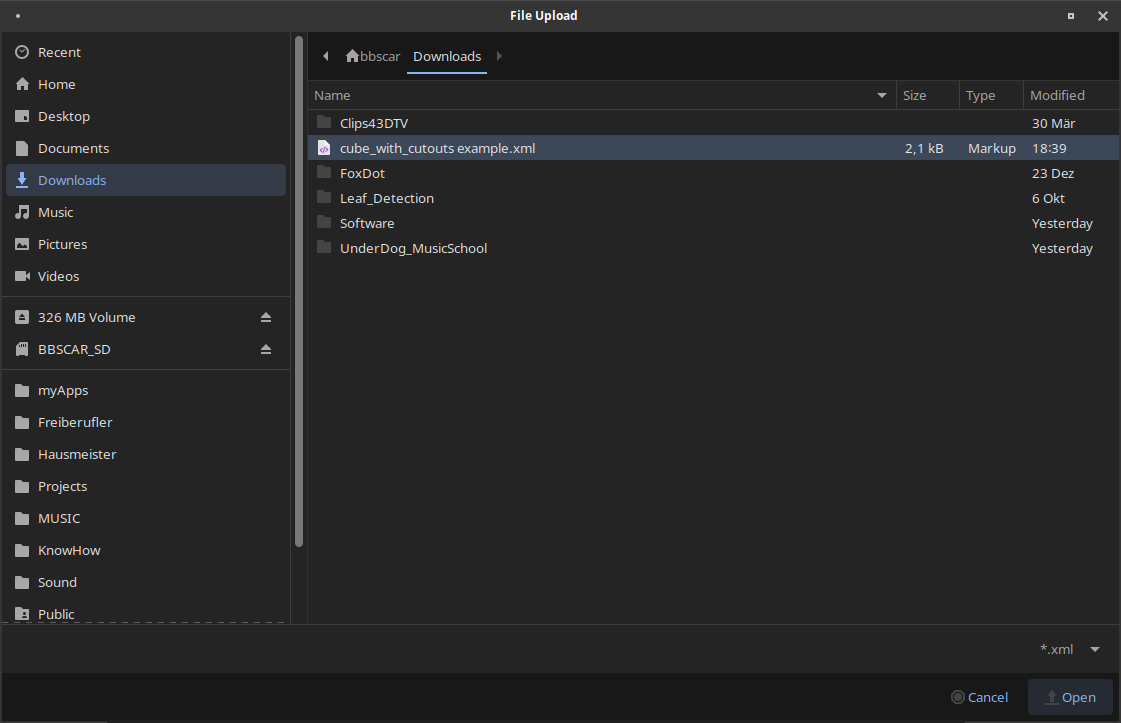 File Upload
Recent
Home
Desktop
Documents
Downloads
Music
Pictures
Videos
326 MB Volume
BBSCAR_SD
myApps
Freiberufler
Hausmeister
Projects
MUSIC
KnowHow
Sound
Public
bbscar Downloads
Name Size Type Modified
Clips43DTV 30 Mär
cube_with_cutouts example.xml 2,1 kB Markup 18:39
FoxDot 23 Dez
Leaf_Detection 6 Okt
Software Yesterday
UnderDog_MusicSchool Yesterday
*.xml
Cancel Open